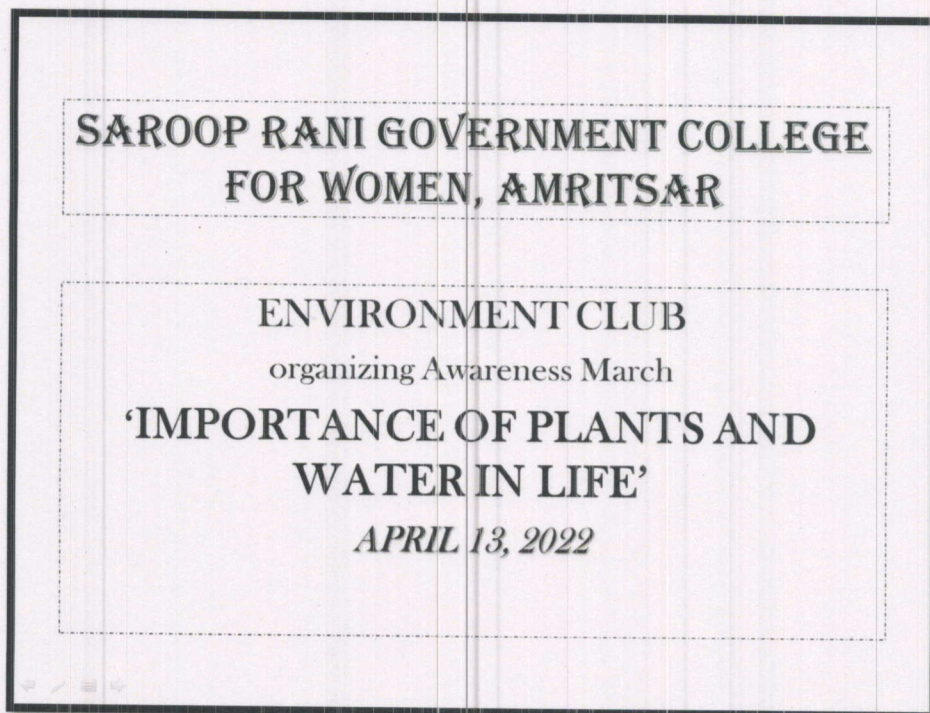 SAROOP RANI GOVERNMENT COLLEGE
FOR WOMEN, AMRITSAR
ENVIRONMENT CLUB
organizing Awareness March
‘IMPORTANCE OF PLANTS AND
WATER IN LIFE’
APRIL 13, 2022